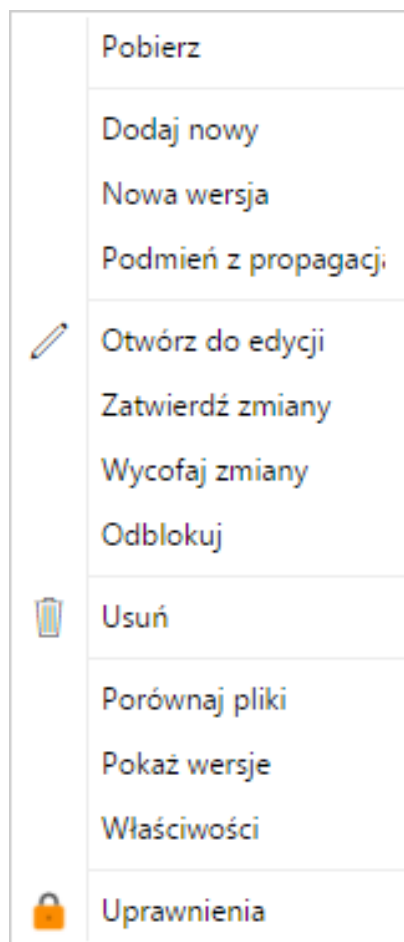 Pobierz
Dodaj nowy
Nowa wersja
Podmień z propagacj
Otwórz do edycji
Zatwierdź zmiany
Wycofaj zmiany
Odblokuj
Usuń
Porównaj pliki
Pokaż wersje
Właściwości
Uprawnienia